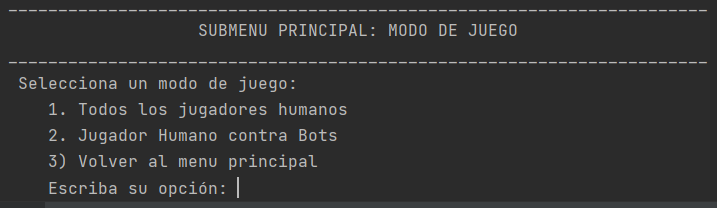 SUBMENU PRINCIPAL: MODO DE JUEGO
Selecciona un modo de juego:
1. Todos los jugadores humanos
2. Jugador Humano contra Bots
3) Volver al menu principal
Escriba su opción: